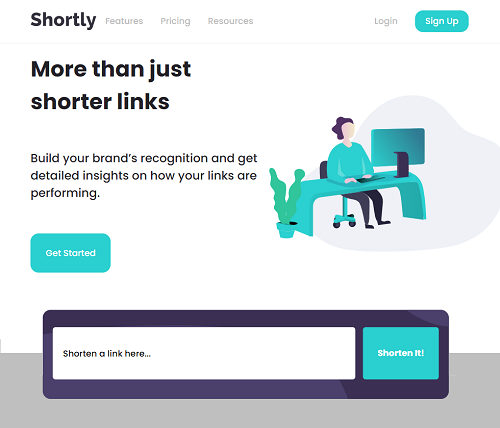 Shortly Features Pricing Resources Login Sign Up
More than just
shorter links
Build your brand’s recognition and get
detailed insights on how your links are
performing.
Get Started
Shorten a link here...
Shorten It!